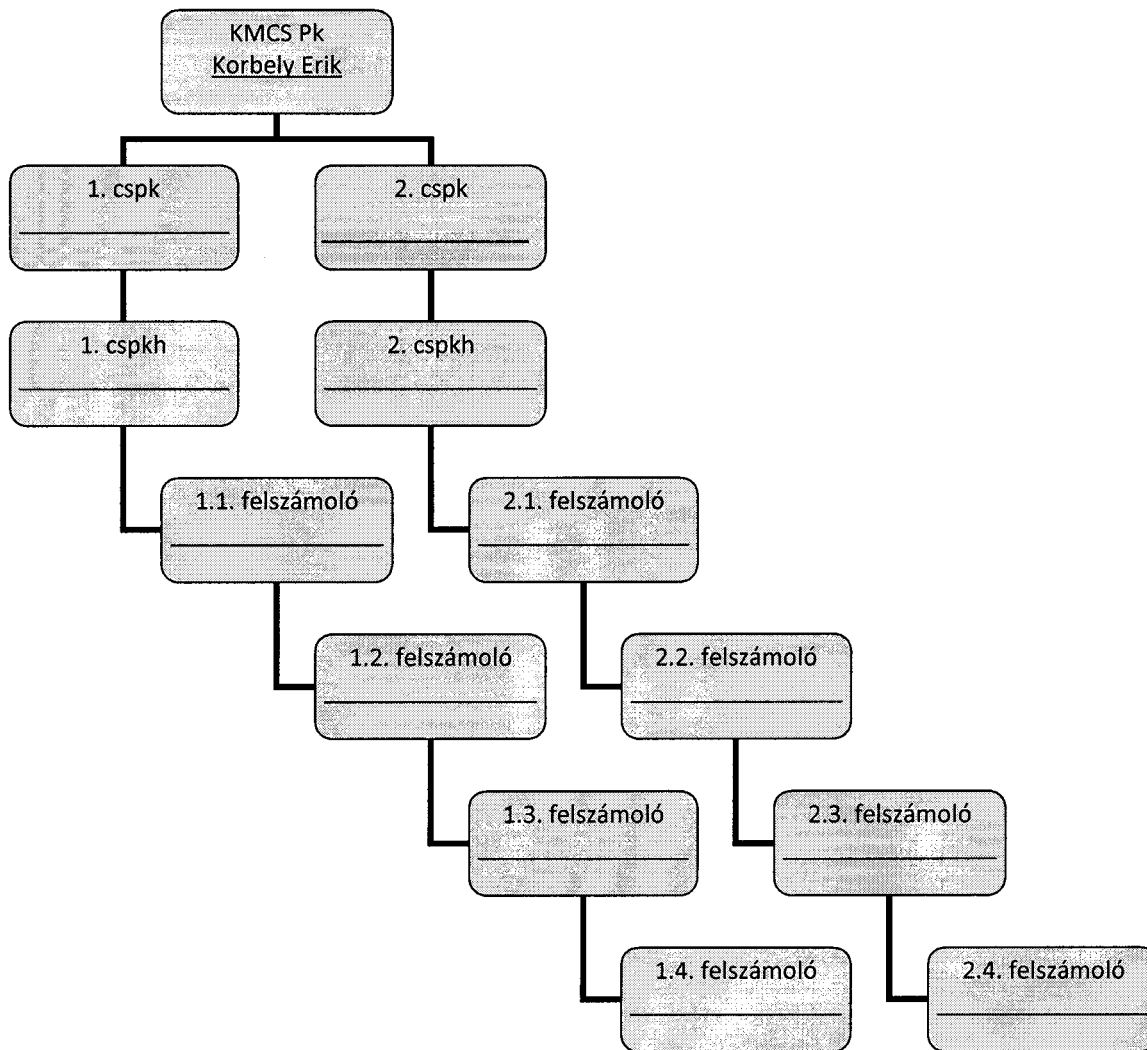 KMCS Pk
Korbely Erik
1. cspk
2. cspk
1. cspkh
2. cspkh
1.1. felszámoló
2.1. felszámoló
1.2. felszámoló
2.2. felszámoló
1.3. felszámoló
2.3. felszámoló
1.4. felszámoló
2.4. felszámoló